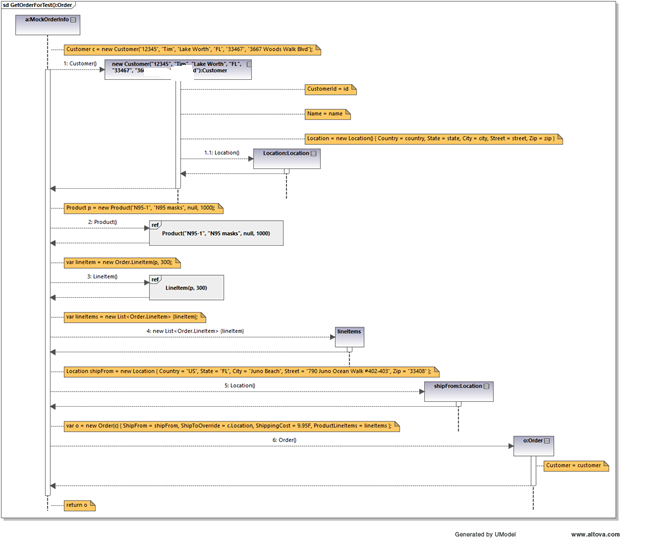 sd GetOrderForTest():Order
a:MockOrderInfo
Customer c = new Customer("12345", "Tim", "Lake Worth", "FL", "33467", "3667 Woods Walk Blvd");
1: Customer()
new Customer("12345", "Tim", "Lake Worth", "FL",
"33467", "36 d"):Customer
CustomerId = id
Name = name
Location = new Location() { Country = country, State = state, City = city, Street = street, Zip = zip }
1.1: Location()
Location:Location
Product p = new Product("N95-1", "N95 masks", null, 1000);
2: Product()
ref
Product("N95-1", "N95 masks", null, 1000)
var lineItem = new Order.LineItem(p, 300);
3: LineItem()
ref
LineItem(p, 300)
var lineItems = new List<Order.LineItem> {lineItem};
4: new List<Order.LineItem> {lineItem}
lineItems
Location shipFrom = new Location { Country = "US", State = "FL", City = "Juno Beach", Street = "790 Juno Ocean Walk #402-403", Zip = "33408" };
5: Location()
shipFrom:Location
var o = new Order(c) { ShipFrom = shipFrom, ShipToOverride = c.Location, ShippingCost = 9.95F, ProductLineItems = lineItems };
6: Order()
o:Order
Customer = customer
return o
Generated by UModel
www.altova.com